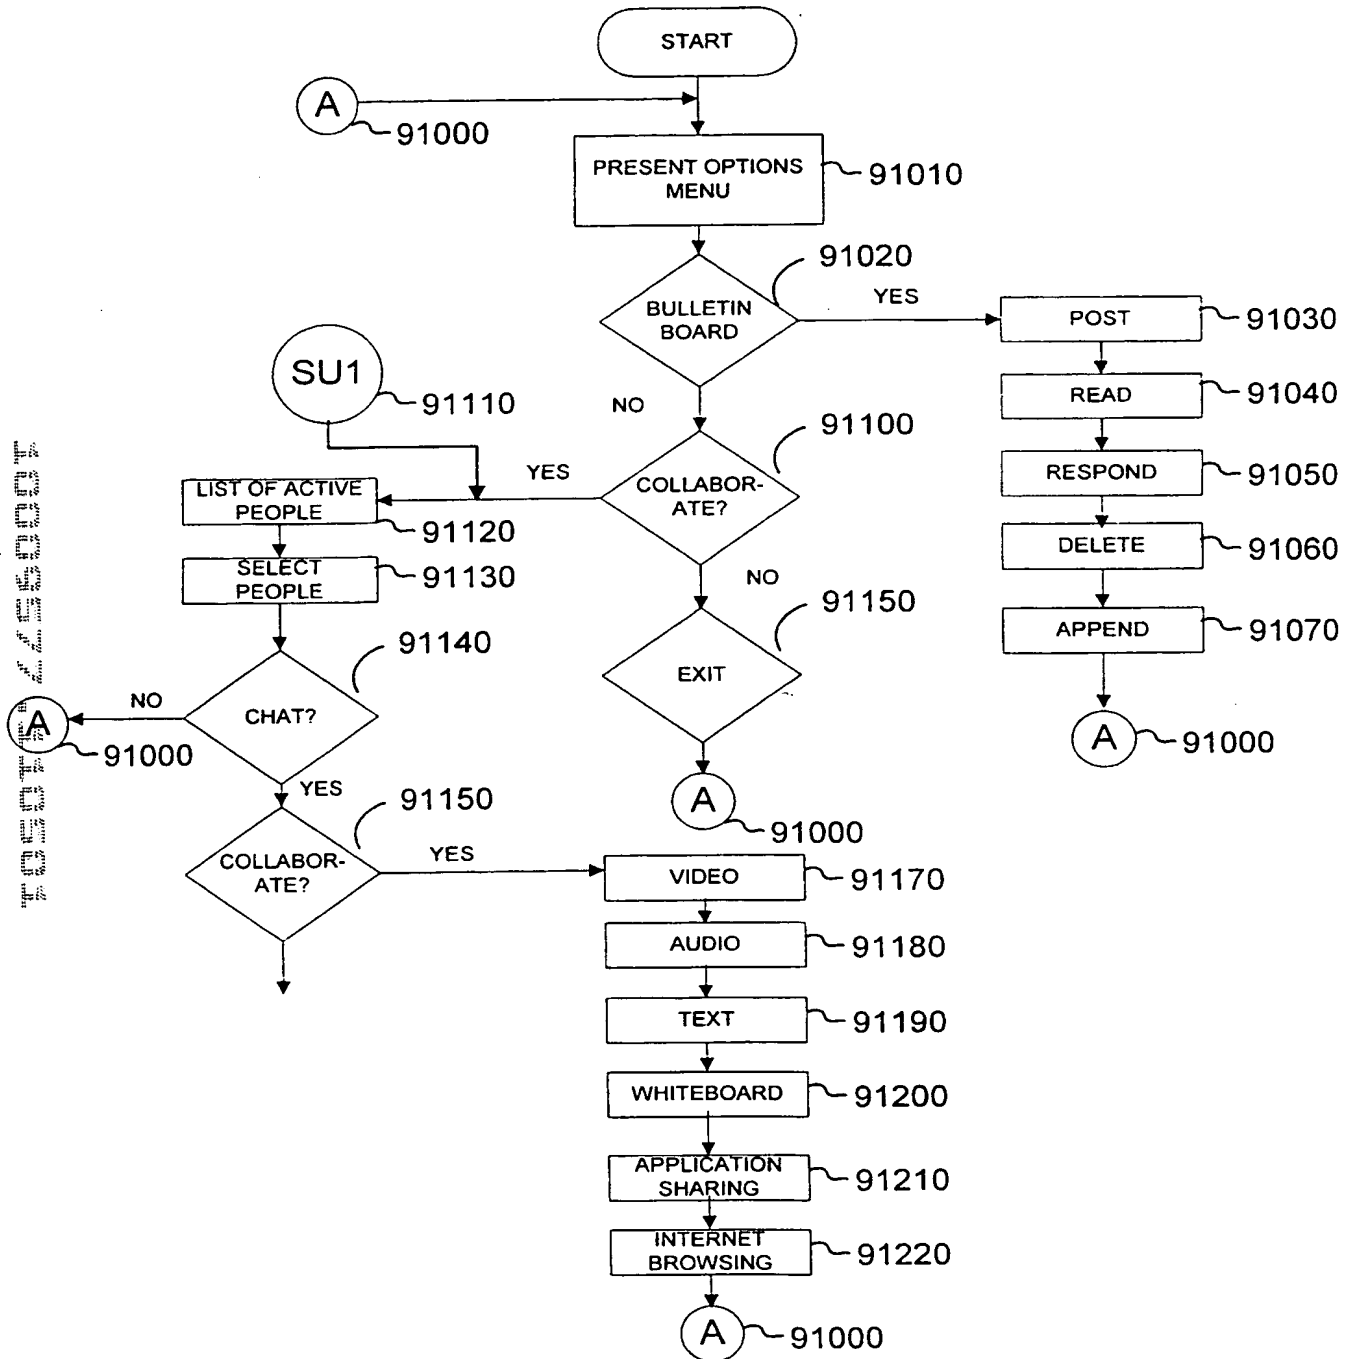 START
A
91000
PRESENT OPTIONS
MENU
91010
91020
BULLETIN
BOARD
YES
POST
91030
READ
91040
RESPOND
91050
DELETE
91060
APPEND
91070
A
91000
NO
SU1
91110
91100
COLLABOR-
ATE?
YES
LIST OF ACTIVE
PEOPLE
91120
SELECT
PEOPLE
91130
NO
91150
EXIT
A
91000
91140
CHAT?
NO
A
91000
YES
91150
COLLABOR-
ATE?
YES
VIDEO
91170
AUDIO
91180
TEXT
91190
WHITEBOARD
91200
APPLICATION
SHARING
91210
INTERNET
BROWSING
91220
A
91000